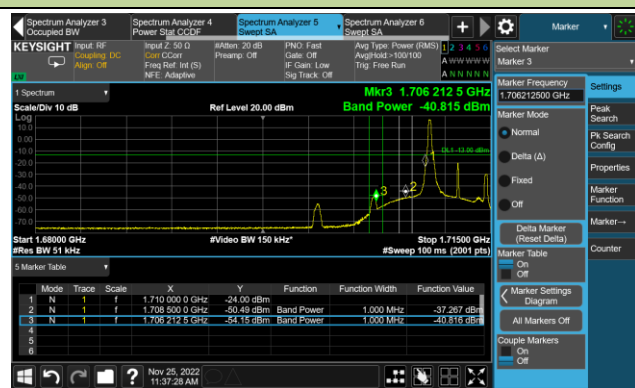 Spectrum Analyzer 3
Occupied BW
Spectrum Analyzer 4
Power Stat CCDF
Spectrum Analyzer 5
Swept SA
Spectrum Analyzer 6
Swept SA
Marker
KEYSIGHT
Input: RF
Coupling: DC
Align: Off
Input Z: 50 Ω
Corr CCorr
Freq Ref: Int (S)
NFE: Adaptive
#Atten: 20 dB
Preamp: Off
PNO: Fast
Gate: Off
IF Gain: Low
Sig Track: Off
Avg Type: Power (RMS)
Avg|Hold:>100/100
Trig: Free Run
1 2 3 4 5 6
A W W W W W
A N N N N N
LVI
1 Spectrum
Scale/Div 10 dB
Ref Level 20.00 dBm
Mkr3 1.706 212 5 GHz
Band Power -40.815 dBm
Log
10.0
0.00
-10.0
-20.0
-30.0
-40.0
-50.0
-60.0
-70.0
DL1 -13.00 dBm
3
2
Start 1.68000 GHz
#Res BW 51 kHz
#Video BW 150 kHz*
Stop 1.71500 GHz
#Sweep 100 ms (2001 pts)
5 Marker Table
Mode Trace Scale X Y Function Function Width Function Value
1 N 1 f 1.710 000 0 GHz -24.00 dBm
2 N 1 f 1.708 500 0 GHz -50.49 dBm Band Power 1.000 MHz -37.267 dBm
3 N 1 f 1.706 212 5 GHz -54.15 dBm Band Power 1.000 MHz -40.816 dBm
4
5
6
Select Marker
Marker 3
Marker Frequency
1.706212500 GHz
Marker Mode
Normal
Delta (Δ)
Fixed
Off
Delta Marker
(Reset Delta)
Marker Table
On
Off
Marker Settings
Diagram
All Markers Off
Couple Markers
On
Off
Settings
Peak
Search
Pk Search
Config
Properties
Marker
Function
Marker→
Counter
Nov 25, 2022
11:37:28 AM